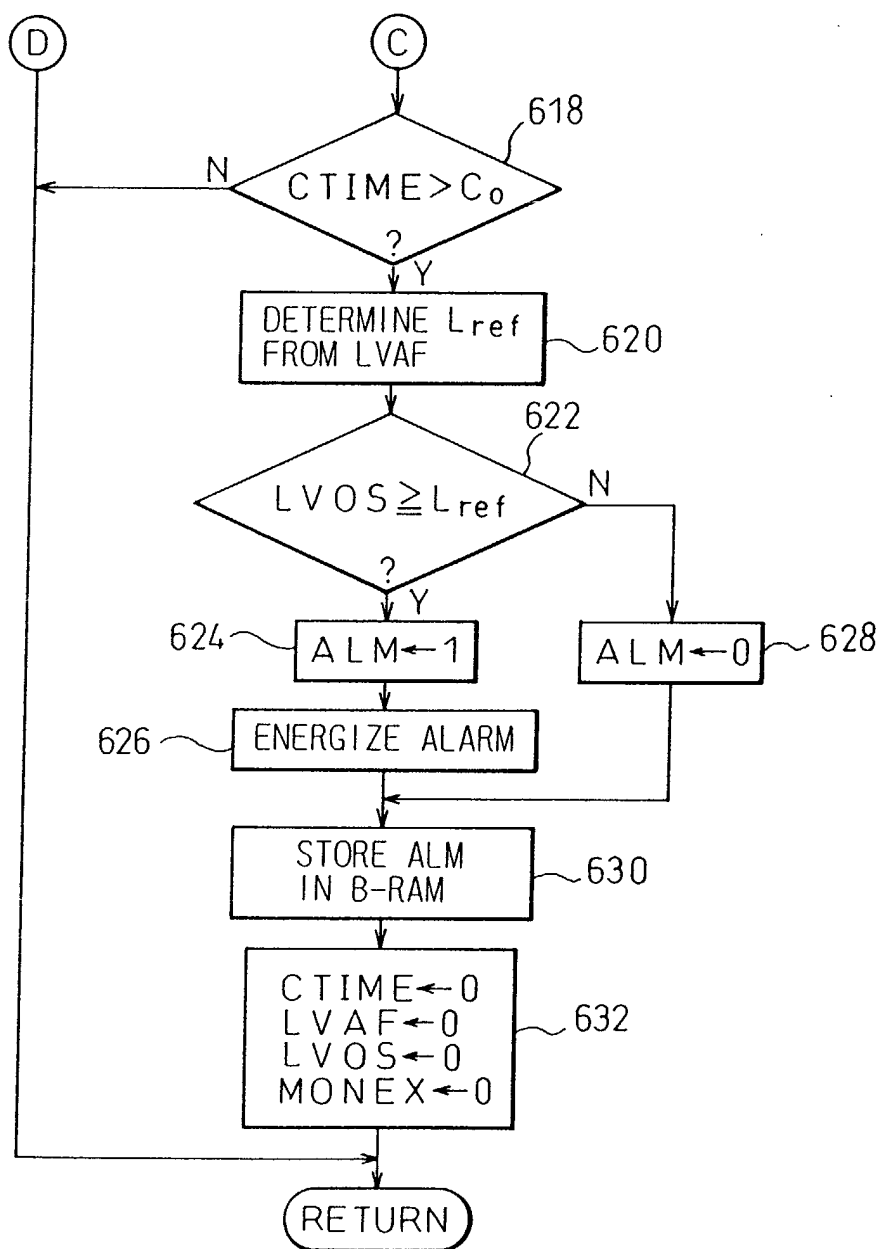 D
C
618
N
CTIME>C₀
?
Y
DETERMINE Lref
FROM LVAF
620
622
LVOS≧Lref
N
?
Y
624
ALM←1
ALM←0
628
626
ENERGIZE ALARM
STORE ALM
IN B-RAM
630
CTIME←0
LVAF←0
LVOS←0
MONEX←0
632
RETURN